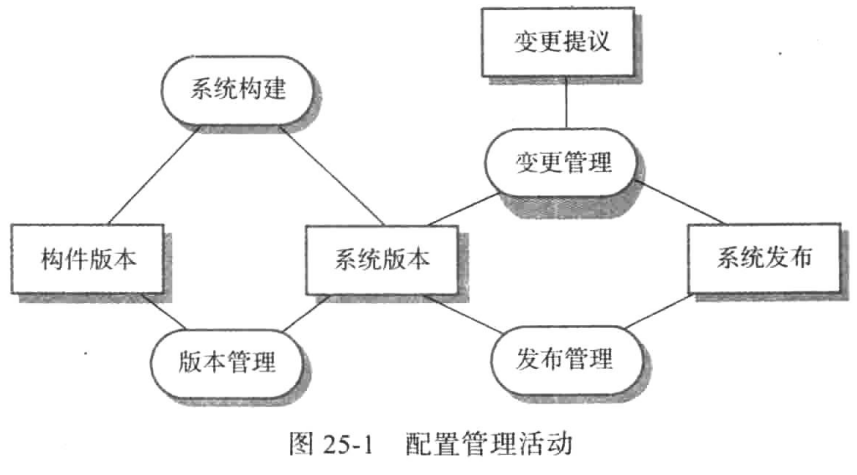 变更提议
系统构建
变更管理
构件版本
系统版本
系统发布
版本管理
发布管理
图 25-1 配置管理活动